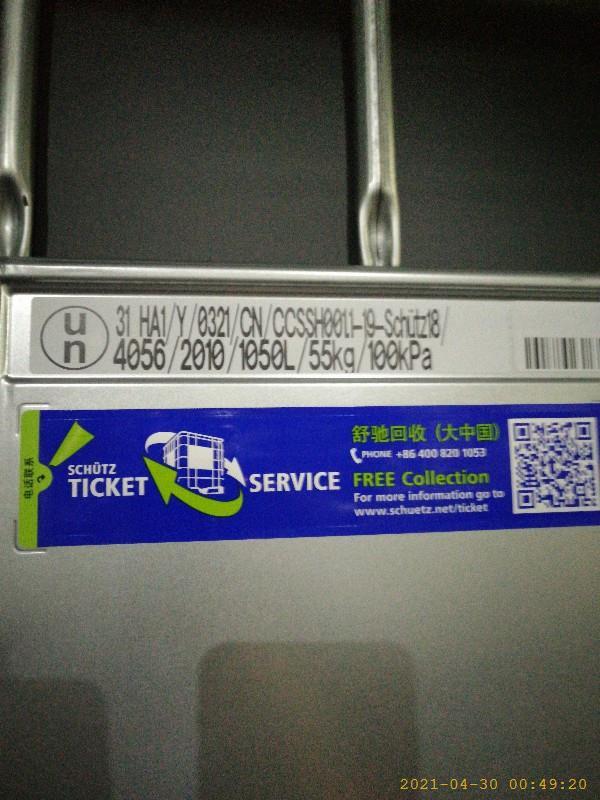 un
31 HA1/Y/0321/CN/CCSSH001.1-19-Schütz18/
4056/2010/1050L/55kg/100kPa
电话联系
SCHÜTZ
TICKET
SERVICE
舒驰回收 (大中国)
PHONE +86 400 820 1053
FREE Collection
For more information go to
www.schuetz.net/ticket
2021-04-30 00:49:20